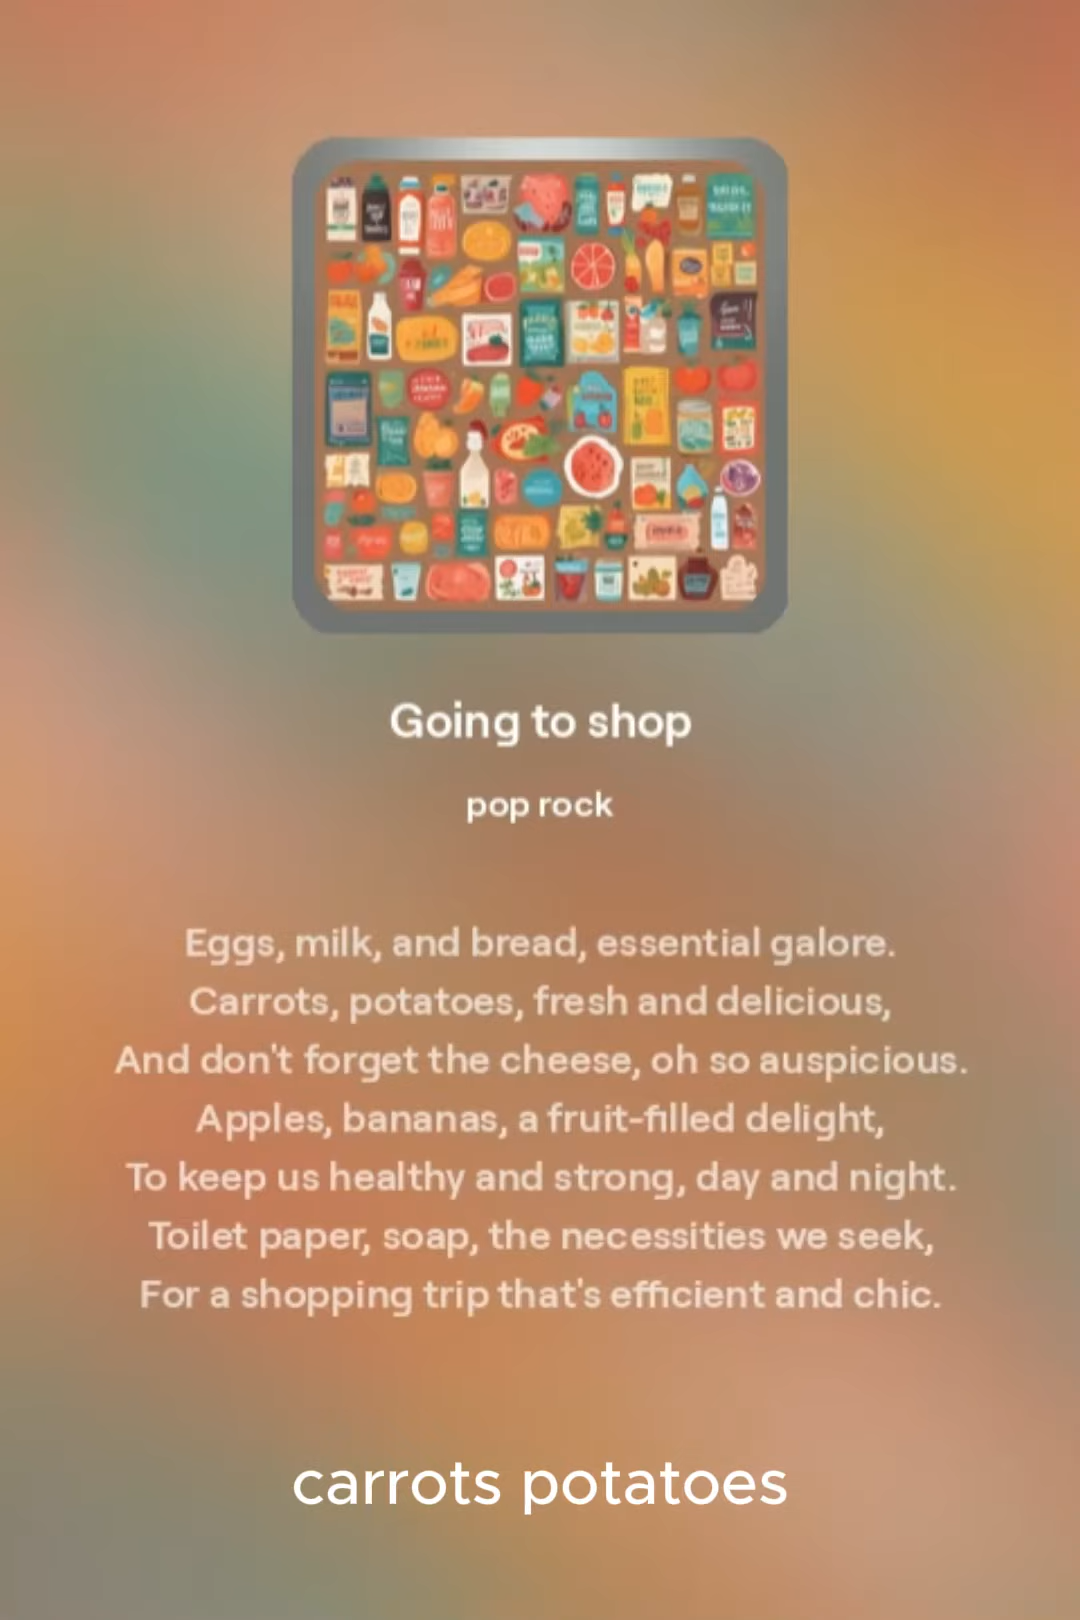 Going to shop
pop rock
Eggs, milk, and bread, essential galore.
Carrots, potatoes, fresh and delicious,
And don't forget the cheese, oh so auspicious.
Apples, bananas, a fruit-filled delight,
To keep us healthy and strong, day and night.
Toilet paper, soap, the necessities we seek,
For a shopping trip that's efficient and chic.
carrots potatoes